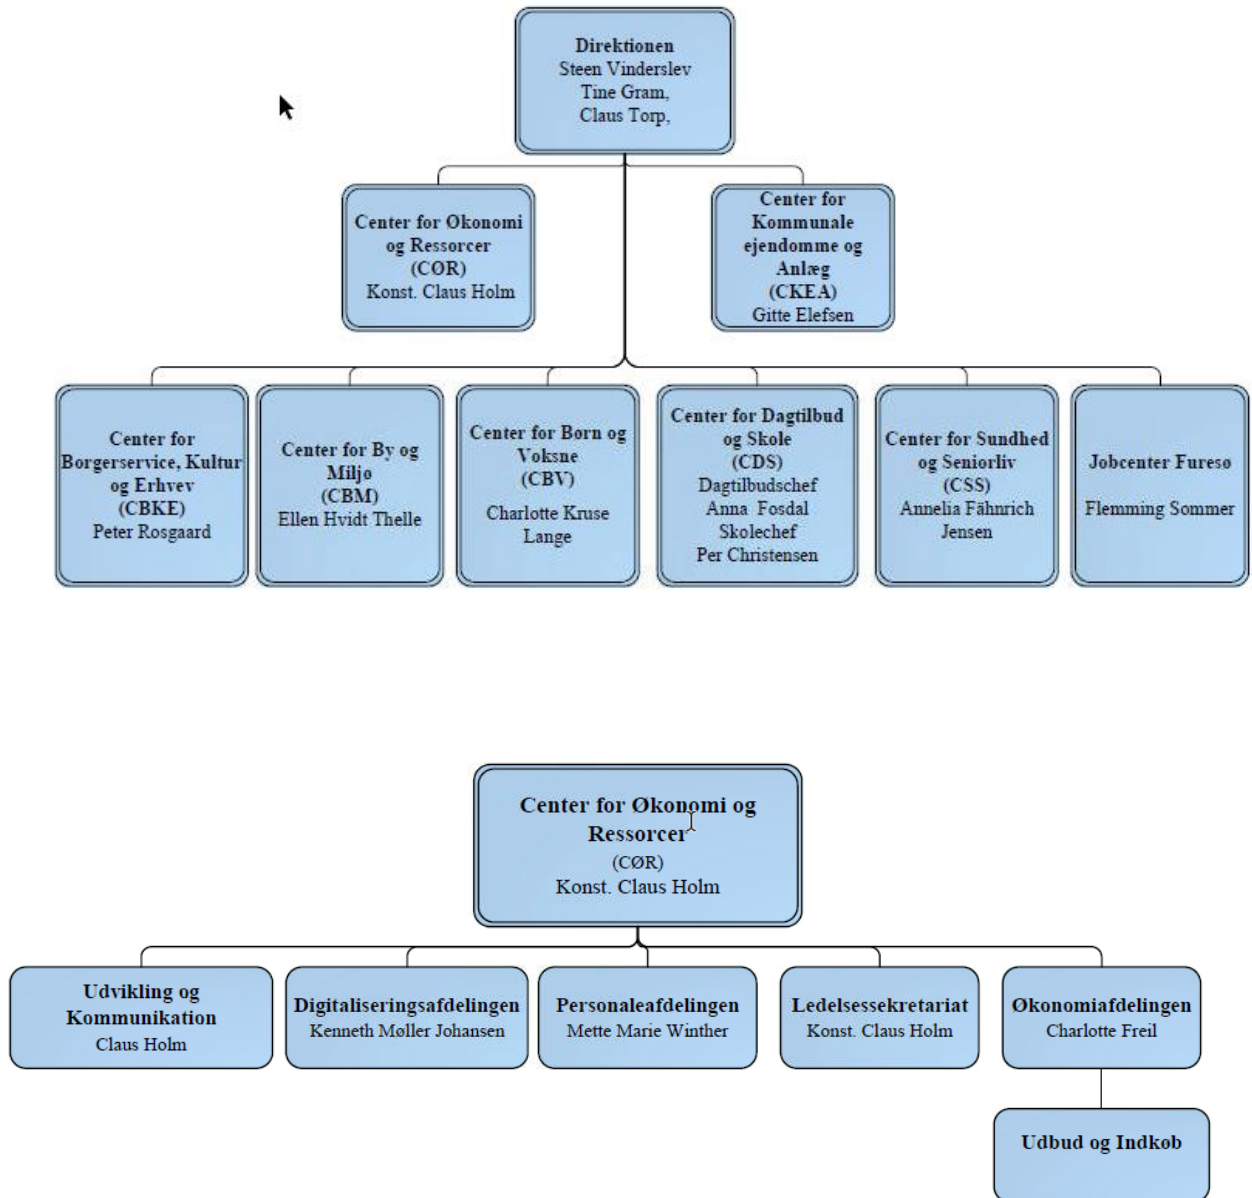 Direktionen
Steen Vinderslev
Tine Gram,
Claus Torp,
Center for Økonomi
og Ressorcer
(CØR)
Konst. Claus Holm
Center for
Kommunale
ejendomme og
Anlæg
(CKEA)
Gitte Elefsen
Center for
Borgerservice, Kultur
og Erhvev
(CBKE)
Peter Rosgaard
Center for By og
Miljø
(CBM)
Ellen Hvidt Thelle
Center for Børn og
Voksne
(CBV)
Charlotte Kruse
Lange
Center for Dagtilbud
og Skole
(CDS)
Dagtilbudschef
Anna Fosdal
Skolechef
Per Christensen
Center for Sundhed
og Seniorliv
(CSS)
Annelia Fähnrich
Jensen
Jobcenter Furesø
Flemming Sommer
Center for Økonomi og
Ressorcer
(CØR)
Konst. Claus Holm
Udvikling og
Kommunikation
Claus Holm
Digitaliseringsafdelingen
Kenneth Møller Johansen
Personaleafdelingen
Mette Marie Winther
Ledelsessekretariat
Konst. Claus Holm
Økonomiafdelingen
Charlotte Freil
Udbud og Indkøb